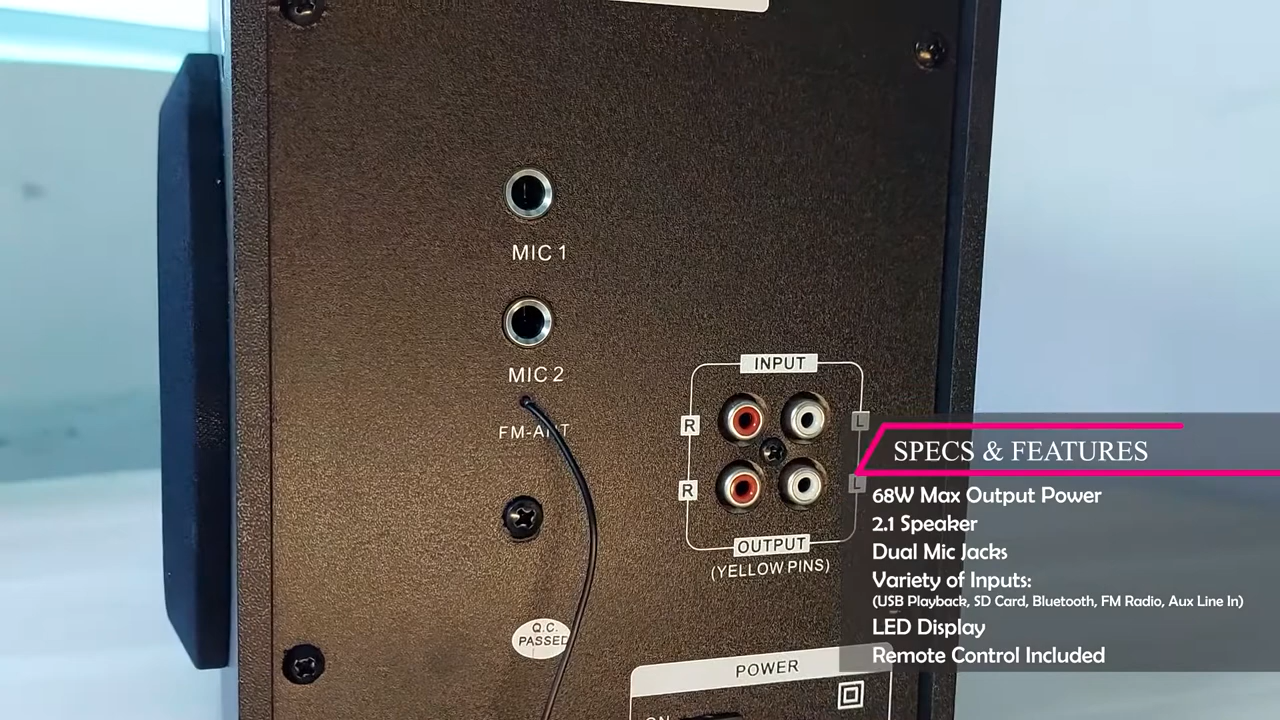 MIC 1
MIC 2
FM-ANT
INPUT
R
L
R
L
OUTPUT
(YELLOW PINS)
Q.C.
PASSED
POWER
ON
SPECS & FEATURES
68W Max Output Power
2.1 Speaker
Dual Mic Jacks
Variety of Inputs:
(USB Playback, SD Card, Bluetooth, FM Radio, Aux Line In)
LED Display
Remote Control Included